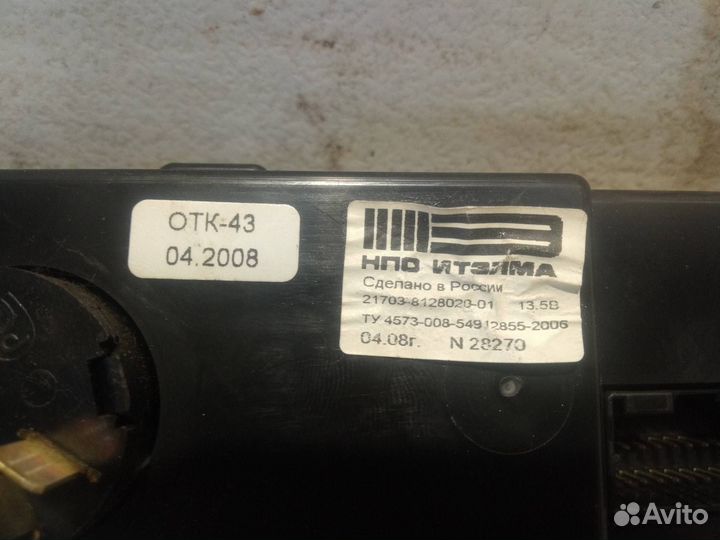 ОТК-43
04.2008
НПО ИТЭЛМА
Сделано в России
21703-8128020-01 13.5В
ТУ 4573-008-54912855-2006
04.08г. N 28270
Avito